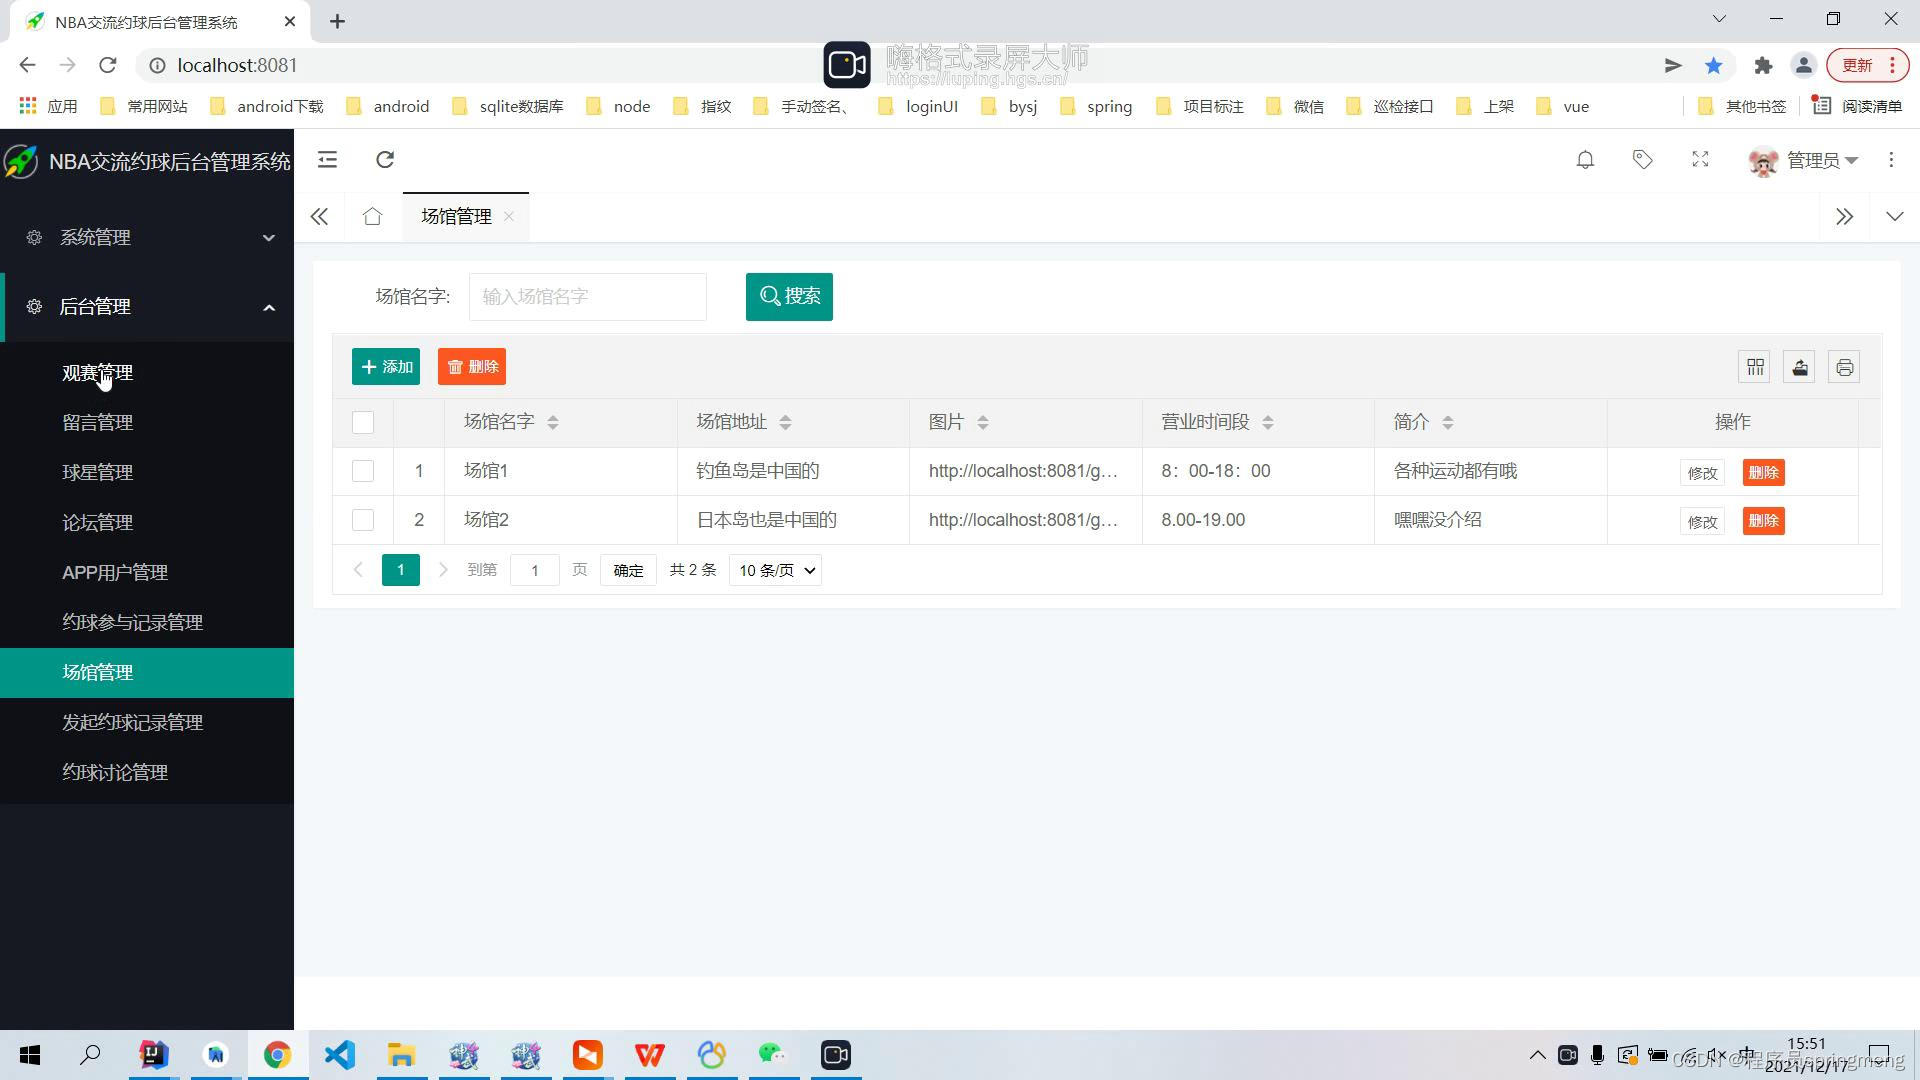 NBA交流约球后台管理系统
localhost:8081
嗨格式录屏大师
https://luping.hgs.cn/
更新
应用 常用网站 android下载 android sqlite数据库 node 指纹 手动签名、 loginUI bysj spring 项目标注 微信 巡检接口 上架 vue 其他书签 阅读清单
NBA交流约球后台管理系统
管理员
场馆管理
系统管理
后台管理
观赛管理
留言管理
球星管理
论坛管理
APP用户管理
约球参与记录管理
场馆管理
发起约球记录管理
约球讨论管理
场馆名字: 输入场馆名字 搜索
添加 删除
场馆名字 场馆地址 图片 营业时间段 简介 操作
1 场馆1 钓鱼岛是中国的 http://localhost:8081/g... 8：00-18：00 各种运动都有哦 修改 删除
2 场馆2 日本岛也是中国的 http://localhost:8081/g... 8.00-19.00 嘿嘿没介绍 修改 删除
1 到第 1 页 确定 共 2 条 10 条/页
中
15:51
2021/12/17
CSDN @程序员springmeng